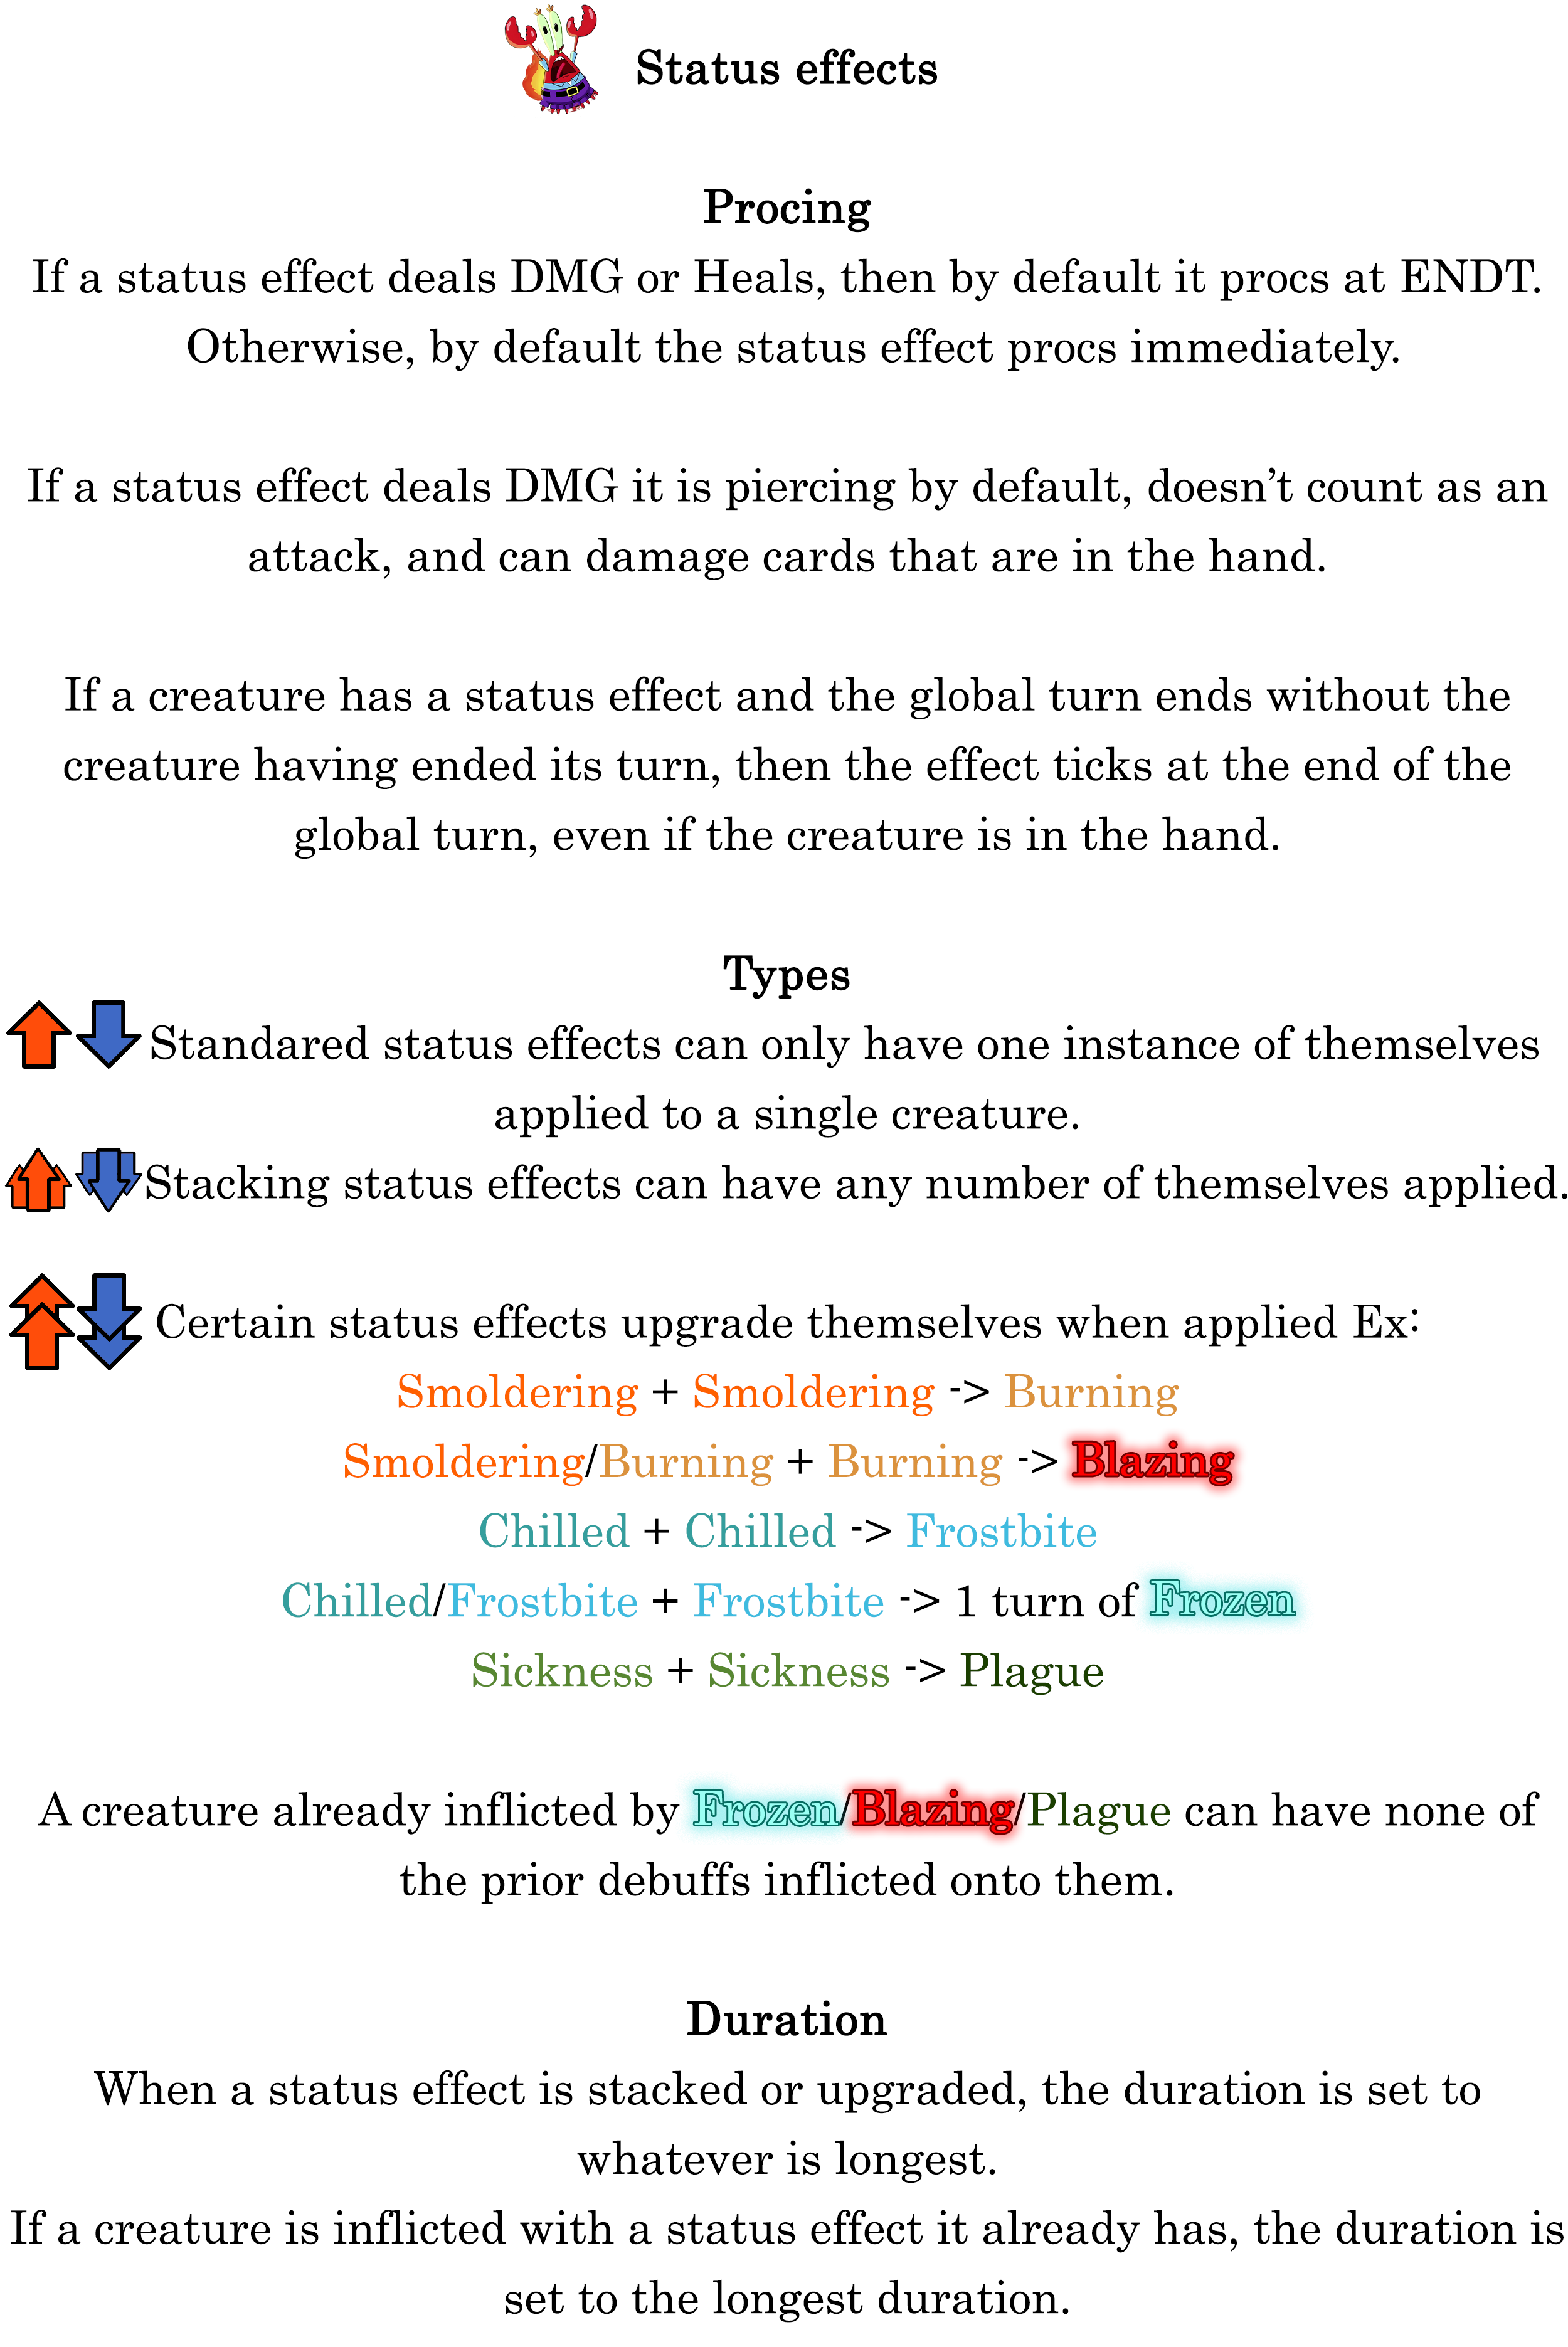 Status effects
Procing
If a status effect deals DMG or Heals, then by default it procs at ENDT.
Otherwise, by default the status effect procs immediately.
If a status effect deals DMG it is piercing by default, doesn’t count as an
attack, and can damage cards that are in the hand.
If a creature has a status effect and the global turn ends without the
creature having ended its turn, then the effect ticks at the end of the
global turn, even if the creature is in the hand.
Types
Standared status effects can only have one instance of themselves
applied to a single creature.
Stacking status effects can have any number of themselves applied.
Certain status effects upgrade themselves when applied Ex:
Smoldering + Smoldering -> Burning
Smoldering/Burning + Burning -> Blazing
Chilled + Chilled -> Frostbite
Chilled/Frostbite + Frostbite -> 1 turn of Frozen
Sickness + Sickness -> Plague
A creature already inflicted by Frozen/Blazing/Plague can have none of
the prior debuffs inflicted onto them.
Duration
When a status effect is stacked or upgraded, the duration is set to
whatever is longest.
If a creature is inflicted with a status effect it already has, the duration is
set to the longest duration.